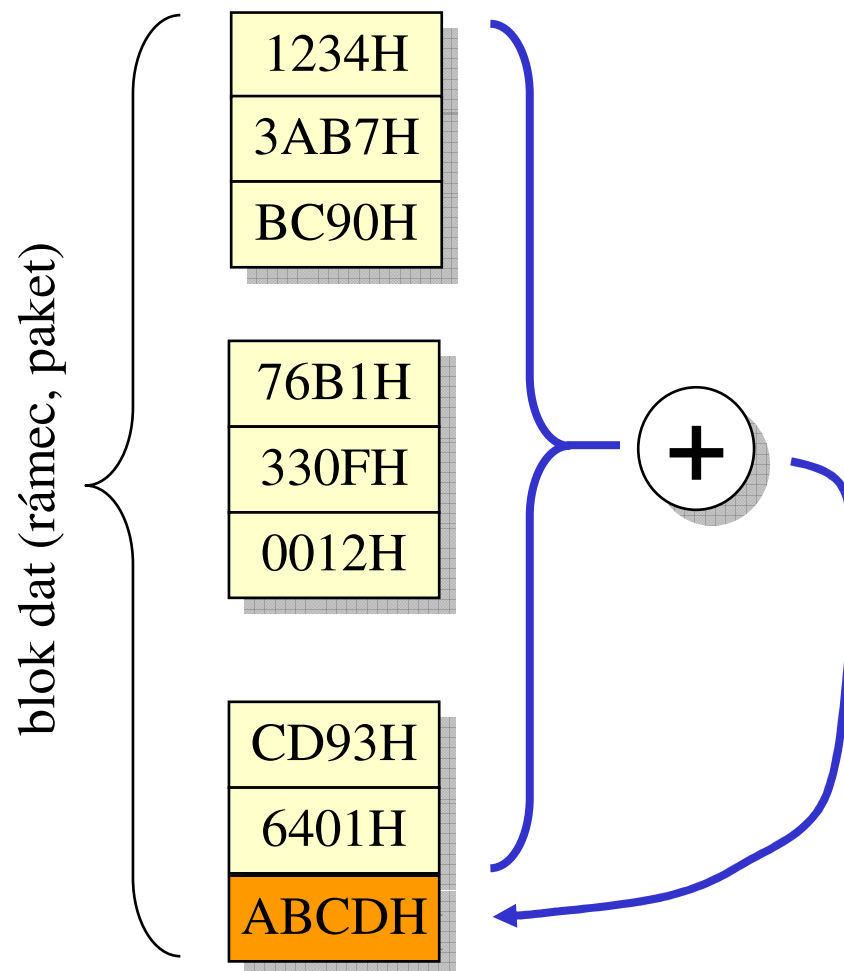 blok dat (rámec, paket)
1234H
3AB7H
BC90H
76B1H
330FH
0012H
+
CD93H
6401H
ABCDH